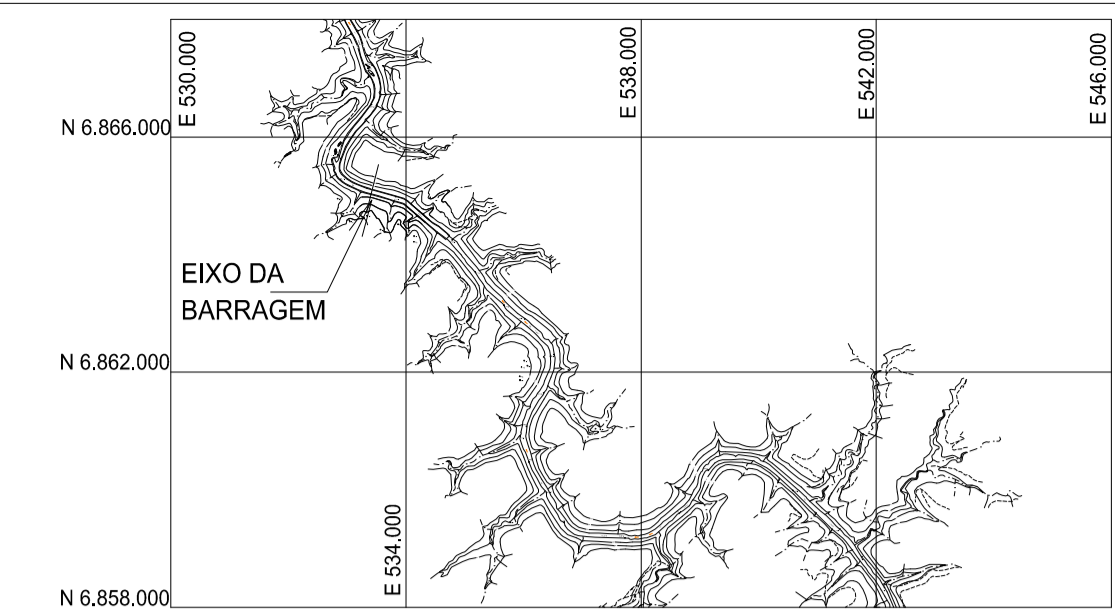 E 530.000
E 538.000
E 542.000
E 546.000
N 6.866.000
EIXO DA
BARRAGEM
N 6.862.000
E 534.000
N 6.858.000